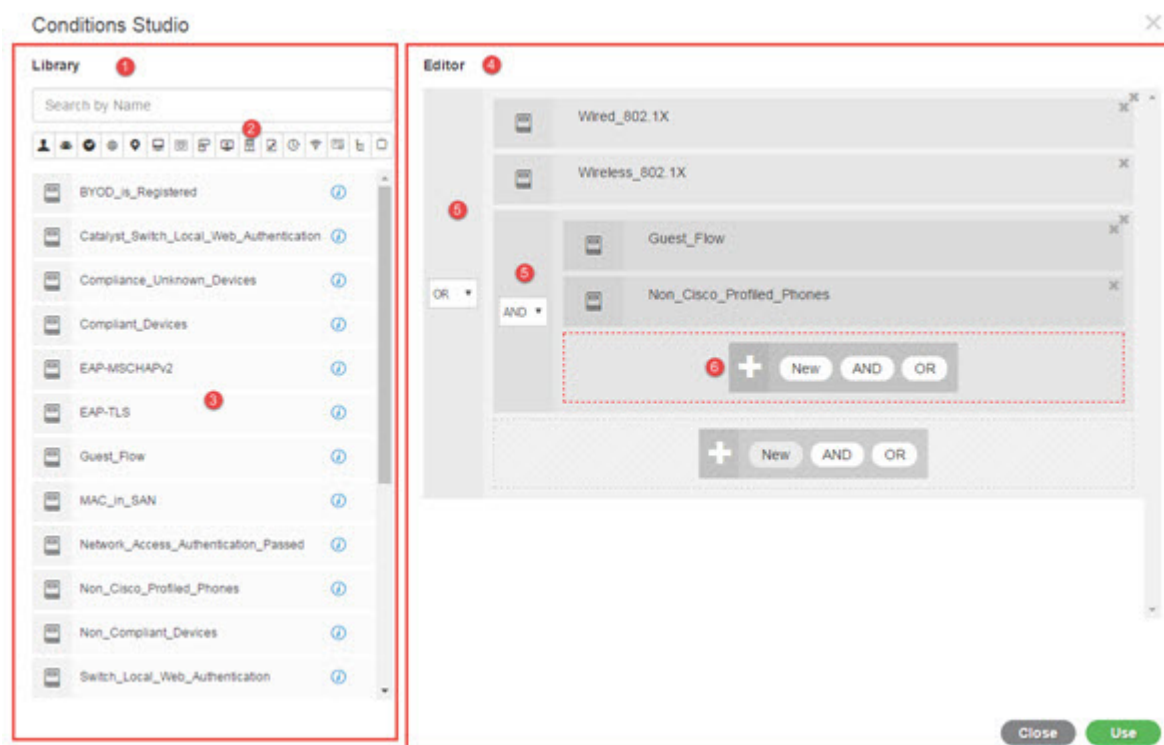 Conditions Studio
Library 1
Search by Name
2
BYOD_is_Registered
Catalyst_Switch_Local_Web_Authentication
Compliance_Unknown_Devices
Compliant_Devices
EAP-MSCHAPv2
3
EAP-TLS
Guest_Flow
MAC_in_SAN
Network_Access_Authentication_Passed
Non_Cisco_Profiled_Phones
Non_Compliant_Devices
Switch_Local_Web_Authentication
Editor 4
Wired_802.1X
Wireless_802.1X
5
OR
Guest_Flow
5
AND
Non_Cisco_Profiled_Phones
6 New AND OR
New AND OR
Close Use